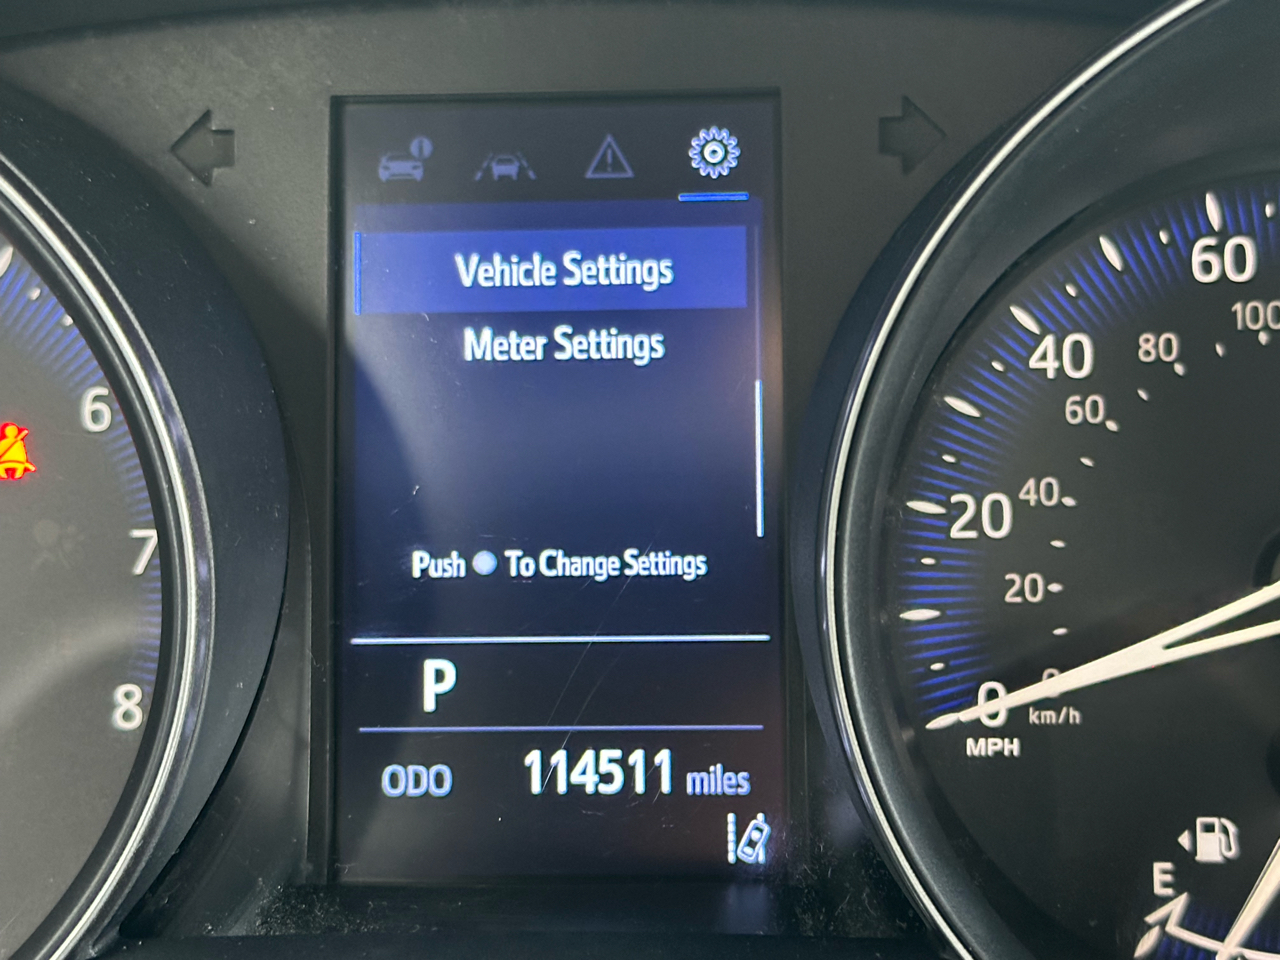 Vehicle Settings
Meter Settings
Push To Change Settings
P
ODO 114511 miles
6
7
8
60
100
40
80
60
20
40
20
0
0
km/h
MPH
E